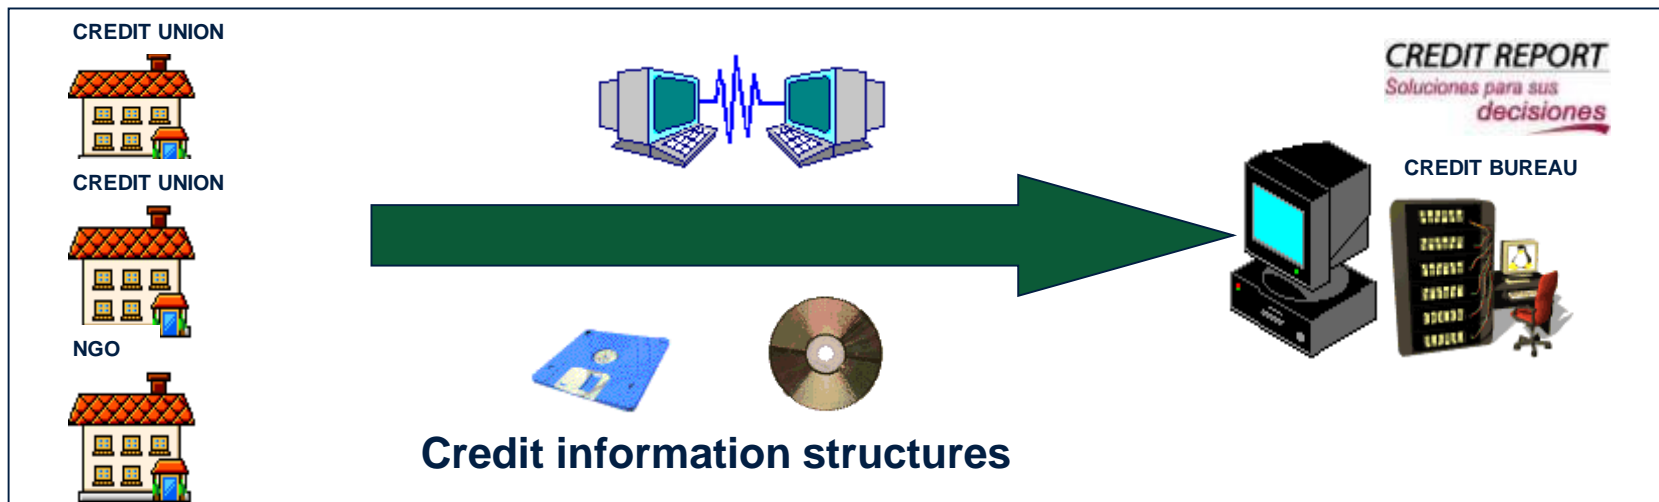 CREDIT UNION
CREDIT UNION
NGO
Credit information structures
CREDIT REPORT
Soluciones para sus
decisiones
CREDIT BUREAU